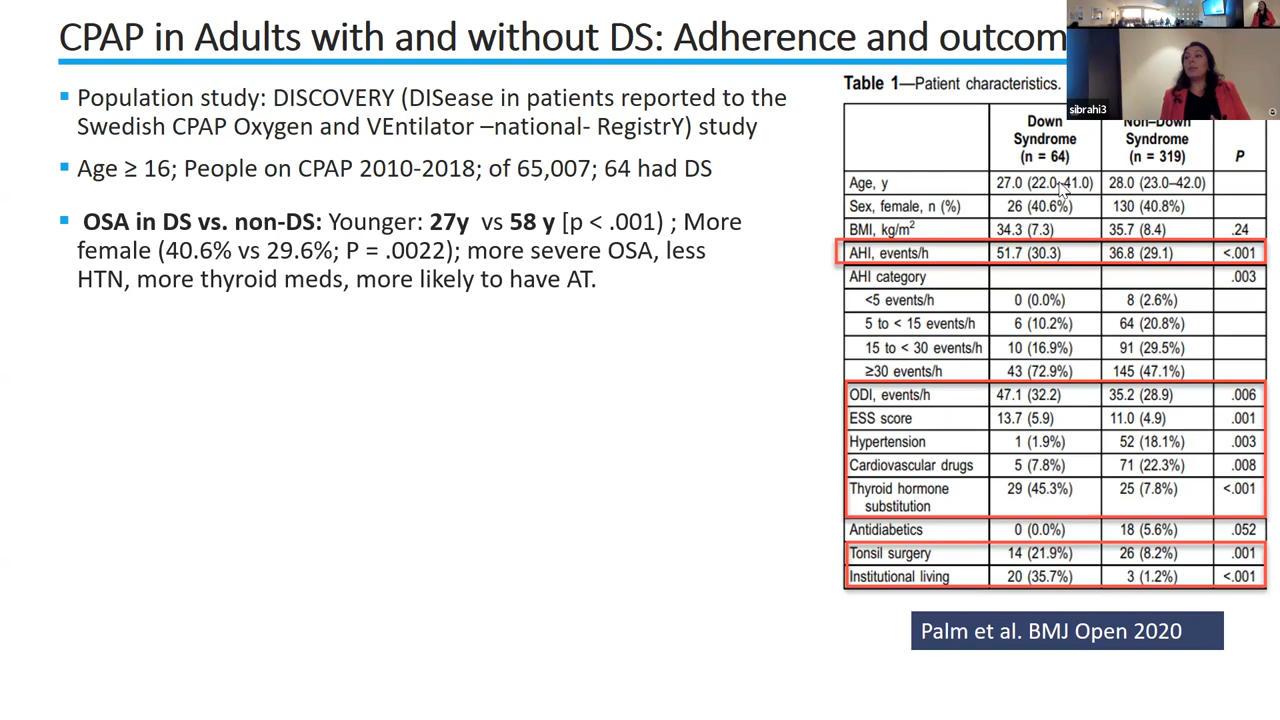 CPAP in Adults with and without DS: Adherence and outcom
sibrahi3
▪ Population study: DISCOVERY (DISease in patients reported to the
Swedish CPAP Oxygen and VEntilator –national- RegistrY) study
▪ Age ≥ 16; People on CPAP 2010-2018; of 65,007; 64 had DS
▪ OSA in DS vs. non-DS: Younger: 27y vs 58 y [p < .001) ; More
female (40.6% vs 29.6%; P = .0022); more severe OSA, less
HTN, more thyroid meds, more likely to have AT.
Table 1—Patient characteristics.
Down Syndrome (n = 64) Non–Down Syndrome (n = 319) P
Age, y 27.0 (22.0–41.0) 28.0 (23.0–42.0)
Sex, female, n (%) 26 (40.6%) 130 (40.8%)
BMI, kg/m² 34.3 (7.3) 35.7 (8.4) .24
AHI, events/h 51.7 (30.3) 36.8 (29.1) <.001
AHI category .003
<5 events/h 0 (0.0%) 8 (2.6%)
5 to < 15 events/h 6 (10.2%) 64 (20.8%)
15 to < 30 events/h 10 (16.9%) 91 (29.5%)
≥30 events/h 43 (72.9%) 145 (47.1%)
ODI, events/h 47.1 (32.2) 35.2 (28.9) .006
ESS score 13.7 (5.9) 11.0 (4.9) .001
Hypertension 1 (1.9%) 52 (18.1%) .003
Cardiovascular drugs 5 (7.8%) 71 (22.3%) .008
Thyroid hormone substitution 29 (45.3%) 25 (7.8%) <.001
Antidiabetics 0 (0.0%) 18 (5.6%) .052
Tonsil surgery 14 (21.9%) 26 (8.2%) .001
Institutional living 20 (35.7%) 3 (1.2%) <.001
Palm et al. BMJ Open 2020